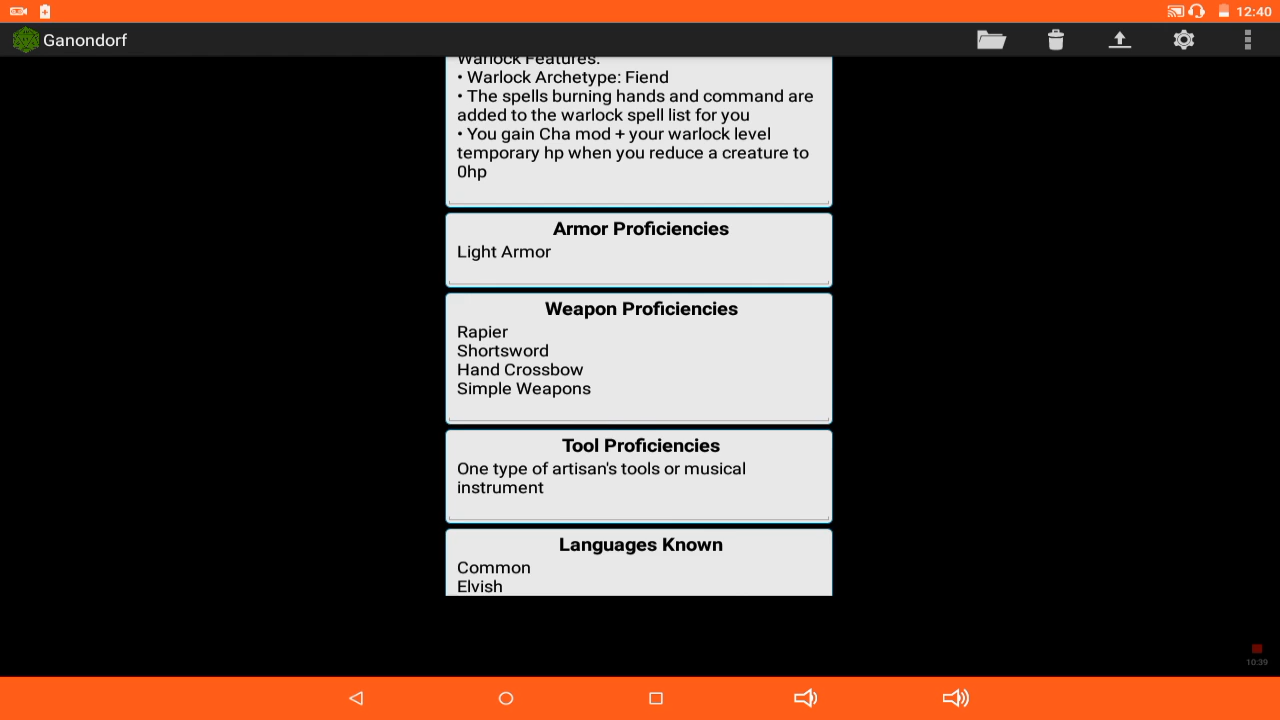 12:40
Ganondorf
Warlock Features:
• Warlock Archetype: Fiend
• The spells burning hands and command are
added to the warlock spell list for you
• You gain Cha mod + your warlock level
temporary hp when you reduce a creature to
0hp
Armor Proficiencies
Light Armor
Weapon Proficiencies
Rapier
Shortsword
Hand Crossbow
Simple Weapons
Tool Proficiencies
One type of artisan's tools or musical
instrument
Languages Known
Common
Elvish
10:39